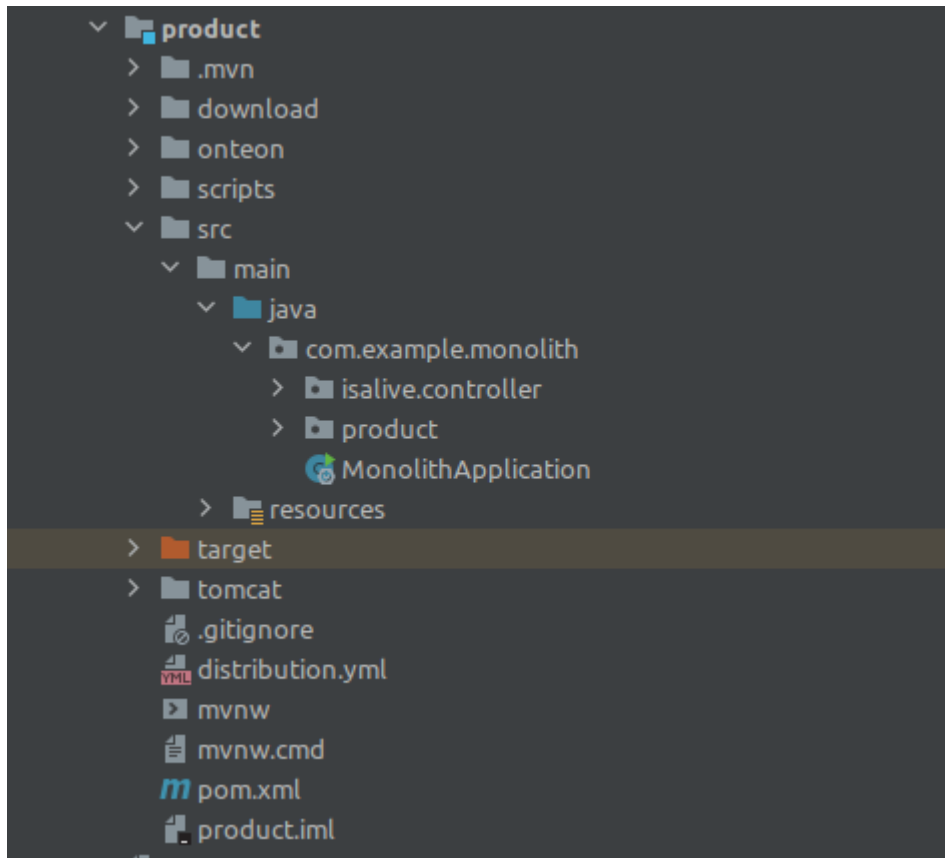 product
.mvn
download
onteon
scripts
src
main
java
com.example.monolith
isalive.controller
product
MonolithApplication
resources
target
tomcat
.gitignore
YML distribution.yml
mvnw
mvnw.cmd
m pom.xml
product.iml